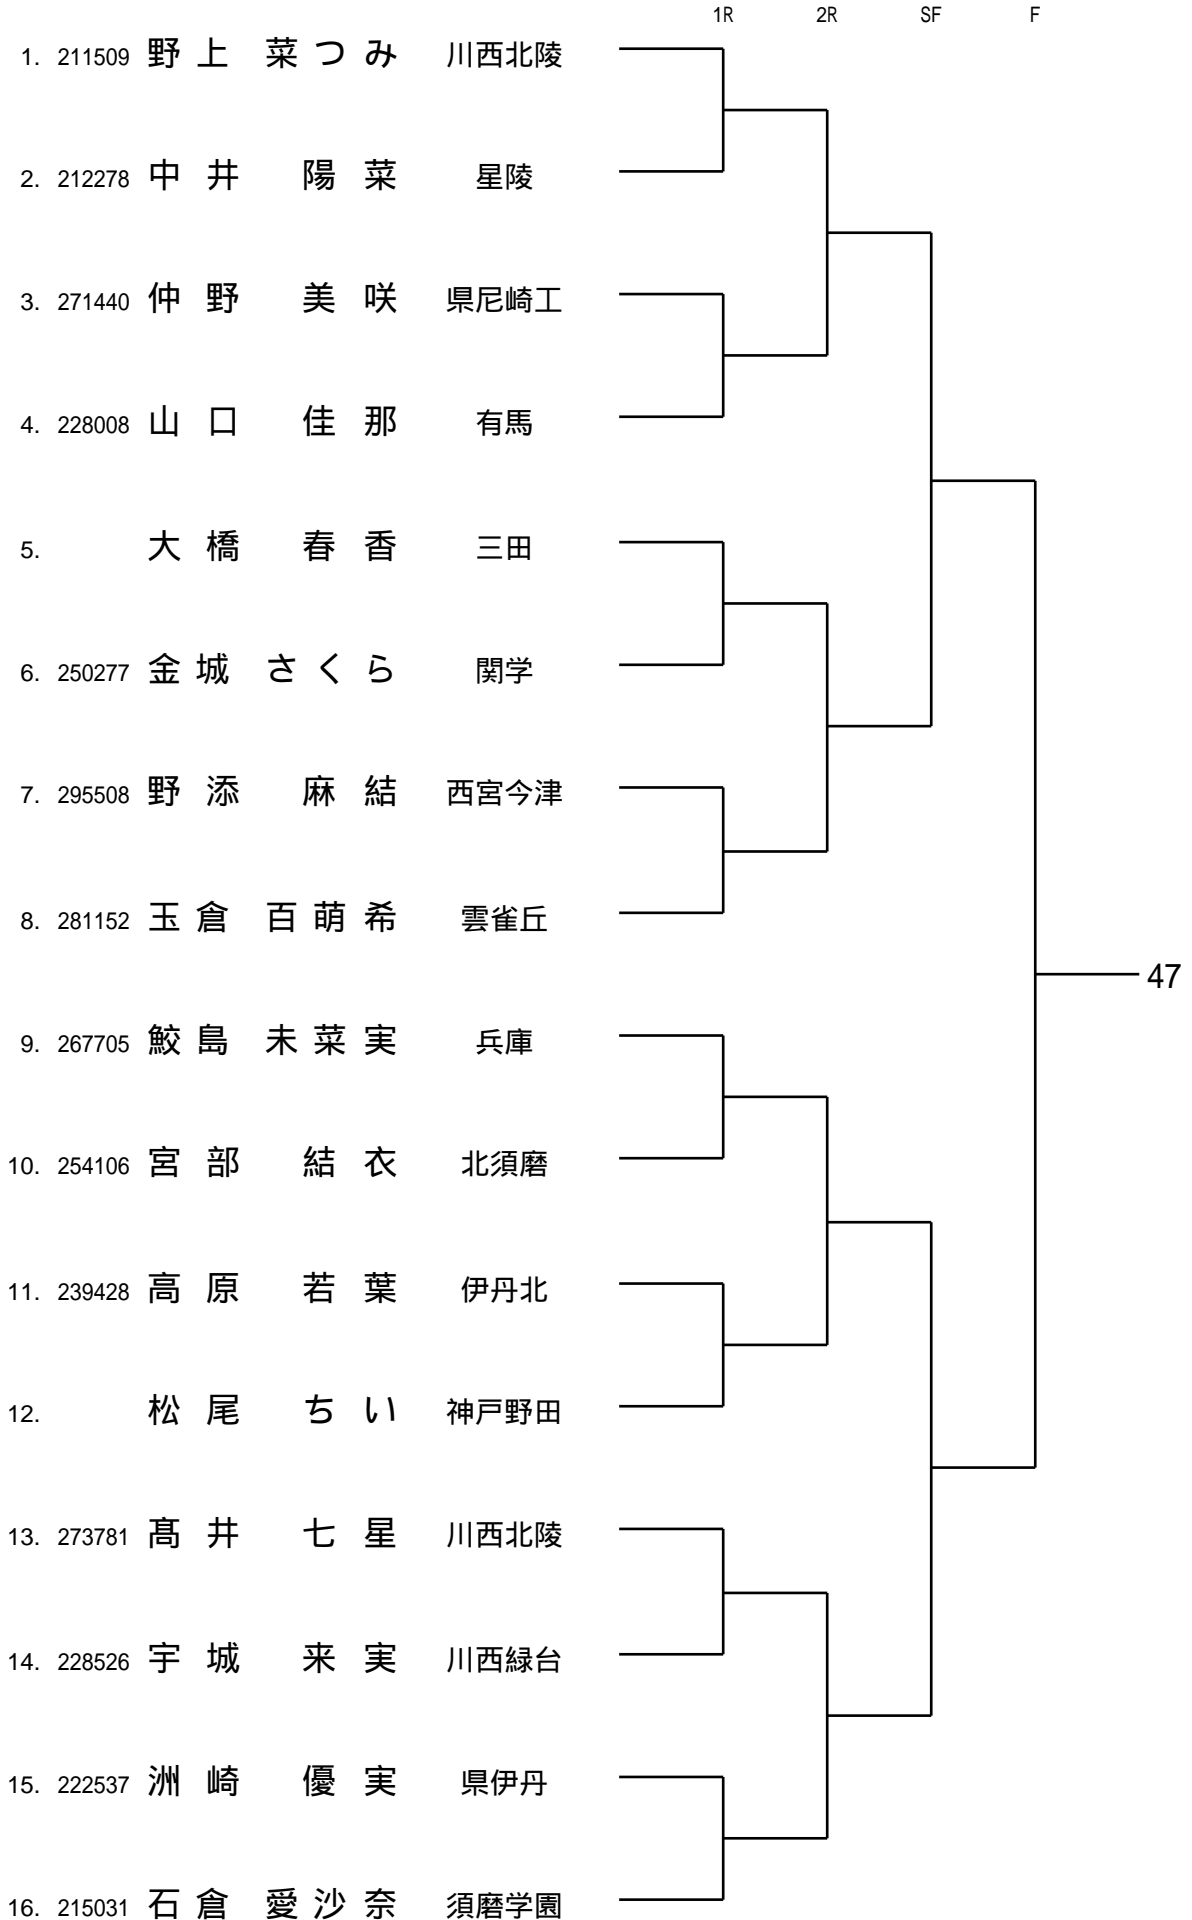 1R 2R SF F
1. 211509 野上 菜つみ 川西北陵
2. 212278 中井 陽菜 星陵
3. 271440 仲野 美咲 県尼崎工
4. 228008 山口 佳那 有馬
5. 大橋 春香 三田
6. 250277 金城 さくら 関学
7. 295508 野添 麻結 西宮今津
8. 281152 玉倉 百萌希 雲雀丘
47
9. 267705 鮫島 未菜実 兵庫
10. 254106 宮部 結衣 北須磨
11. 239428 高原 若葉 伊丹北
12. 松尾 ちい 神戸野田
13. 273781 髙井 七星 川西北陵
14. 228526 宇城 来実 川西緑台
15. 222537 洲崎 優実 県伊丹
16. 215031 石倉 愛沙奈 須磨学園